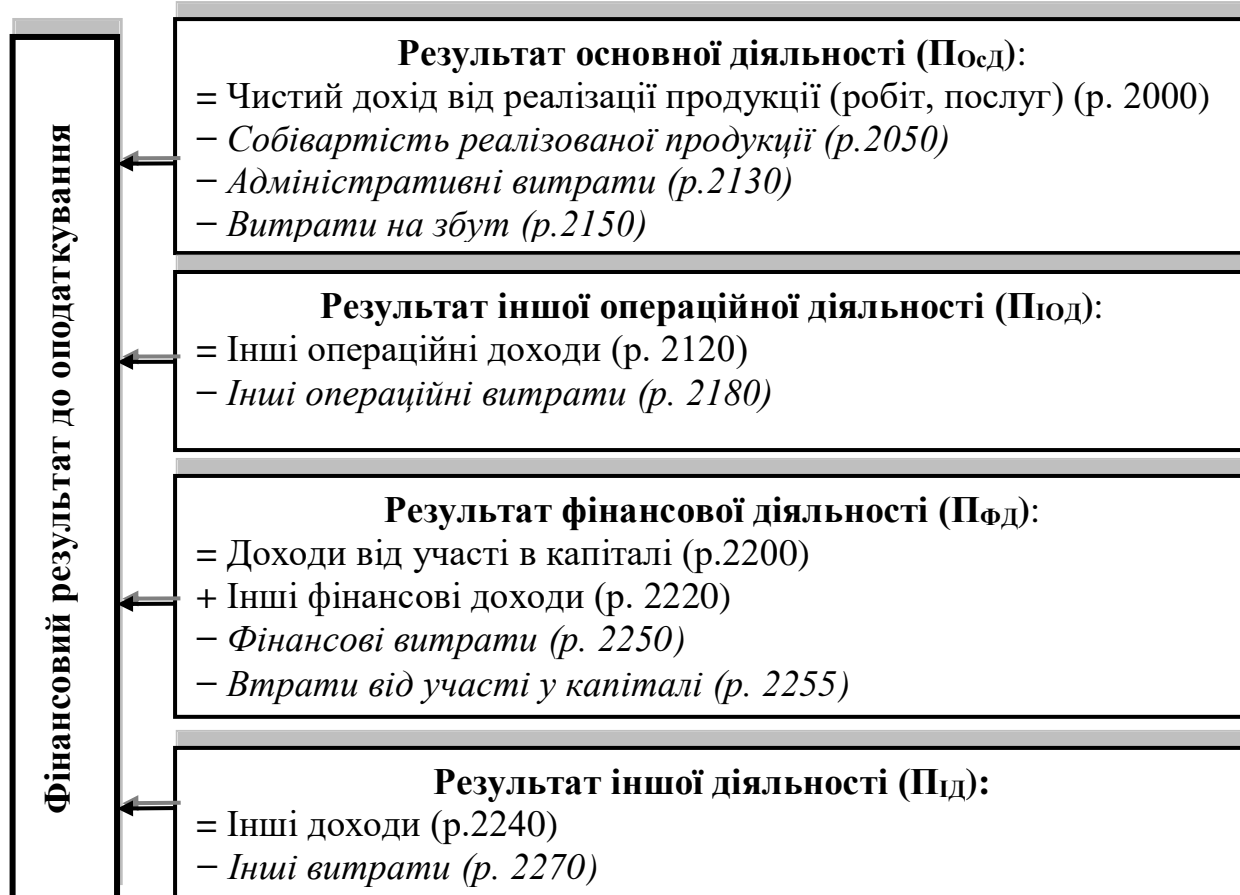 Фінансовий результат до оподаткування
Результат основної діяльності (ПОсД):
= Чистий дохід від реалізації продукції (робіт, послуг) (р. 2000)
− Собівартість реалізованої продукції (р.2050)
− Адміністративні витрати (р.2130)
− Витрати на збут (р.2150)
Результат іншої операційної діяльності (ПІОД):
= Інші операційні доходи (р. 2120)
− Інші операційні витрати (р. 2180)
Результат фінансової діяльності (ПФД):
= Доходи від участі в капіталі (р.2200)
+ Інші фінансові доходи (р. 2220)
− Фінансові витрати (р. 2250)
− Втрати від участі у капіталі (р. 2255)
Результат іншої діяльності (ПІД):
= Інші доходи (р.2240)
− Інші витрати (р. 2270)